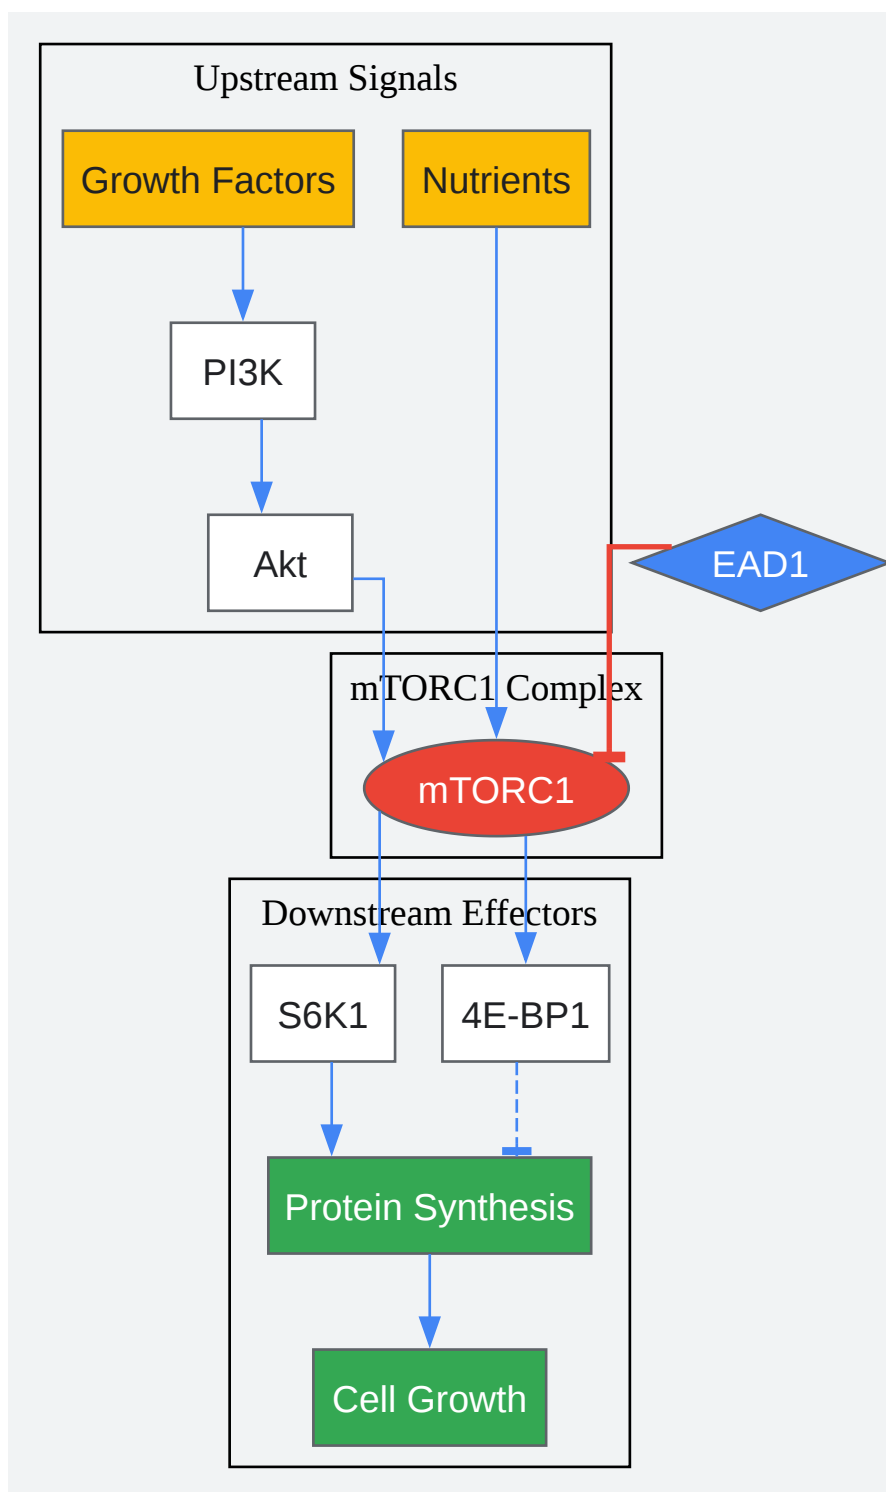 Upstream Signals
Growth Factors
Nutrients
PI3K
Akt
EAD1
mTORC1 Complex
mTORC1
Downstream Effectors
S6K1
4E-BP1
Protein Synthesis
Cell Growth